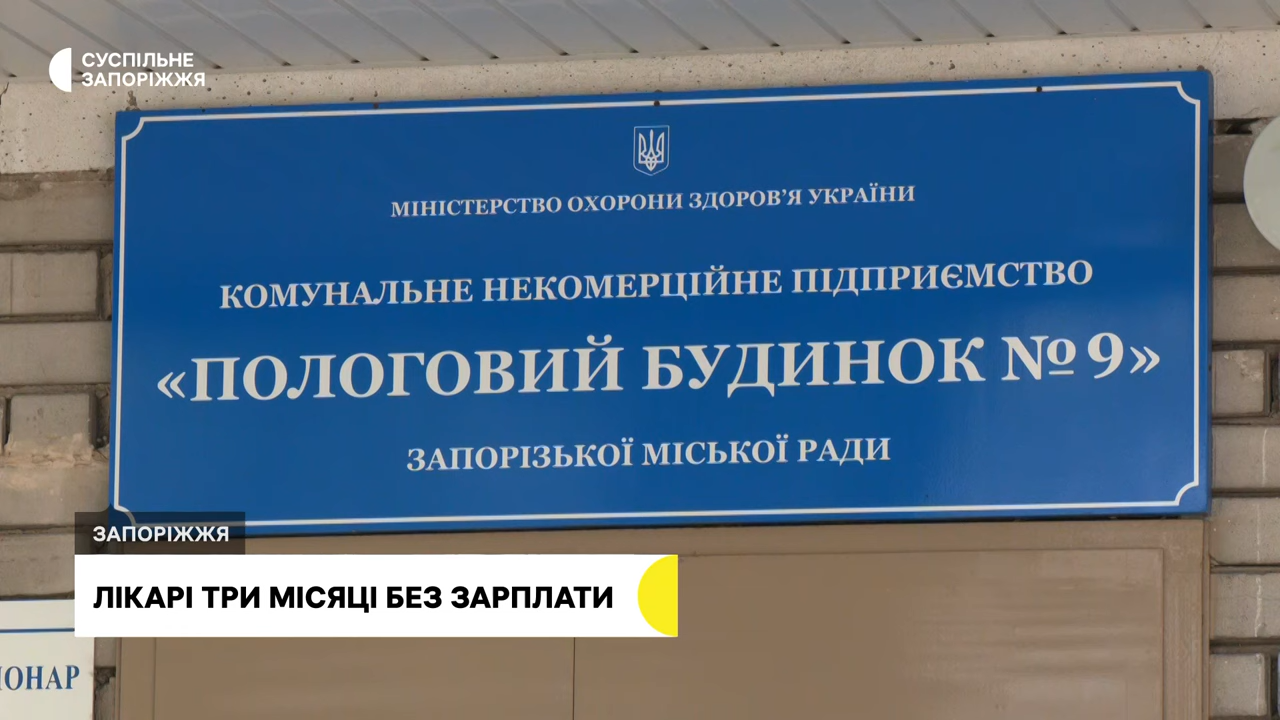 СУСПІЛЬНЕ
ЗАПОРІЖЖЯ
МІНІСТЕРСТВО ОХОРОНИ ЗДОРОВ'Я УКРАЇНИ
КОМУНАЛЬНЕ НЕКОМЕРЦІЙНЕ ПІДПРИЄМСТВО
«ПОЛОГОВИЙ БУДИНОК №9»
ЗАПОРІЗЬКОЇ МІСЬКОЇ РАДИ
ЗАПОРІЖЖЯ
ЛІКАРІ ТРИ МІСЯЦІ БЕЗ ЗАРПЛАТИ